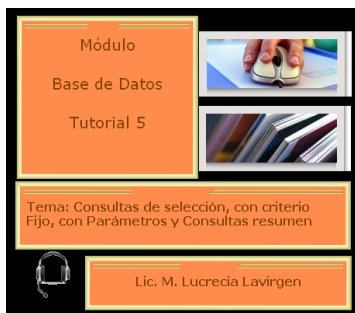 Módulo
Base de Datos
Tutorial 5
Tema: Consultas de selección, con criterio
Fijo, con Parámetros y Consultas resumen
Lic. M. Lucrecia Lavirgen